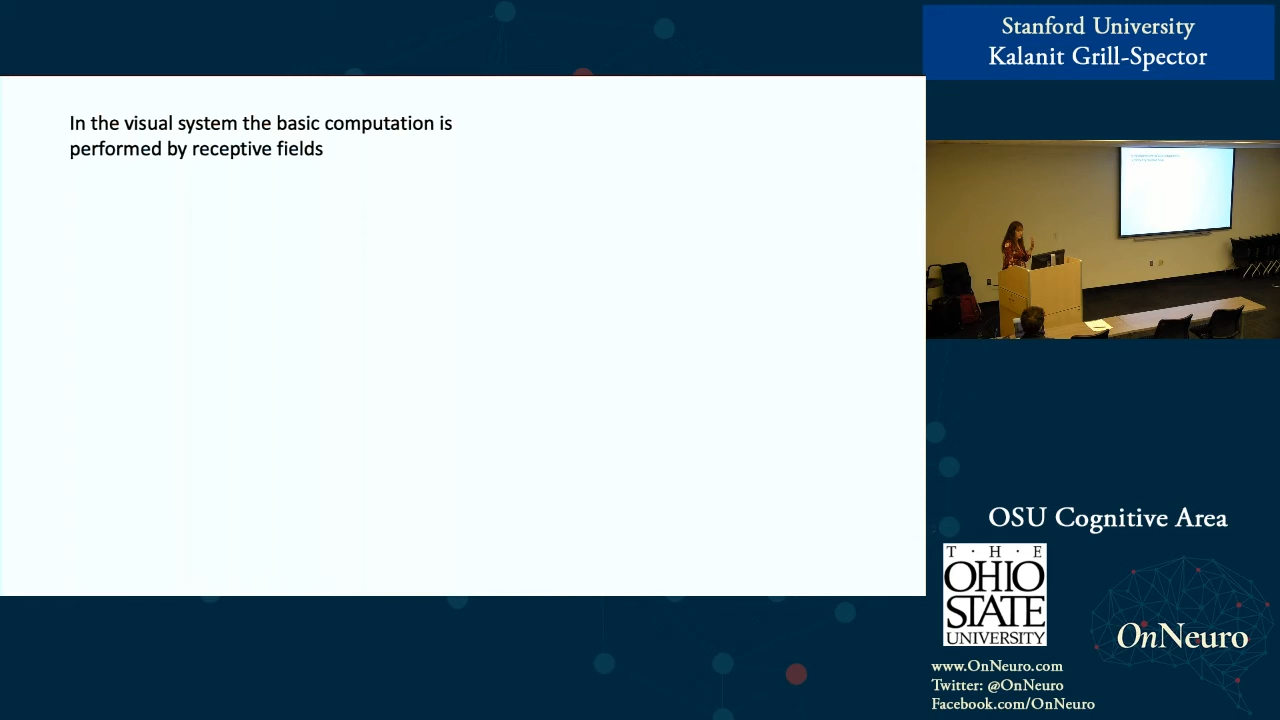 Stanford University
Kalanit Grill-Spector
In the visual system the basic computation is
performed by receptive fields
OSU Cognitive Area
T · H · E
OHIO
STATE
UNIVERSITY
OnNeuro
www.OnNeuro.com
Twitter: @OnNeuro
Facebook.com/OnNeuro